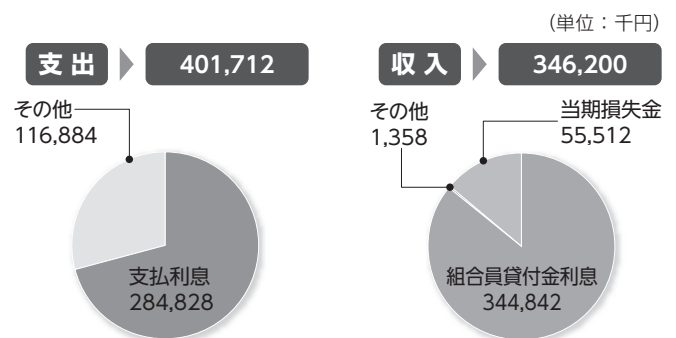 （単位：千円）
支出 401,712
収入 346,200
その他
116,884
支払利息
284,828
その他
1,358
当期損失金
55,512
組合員貸付金利息
344,842